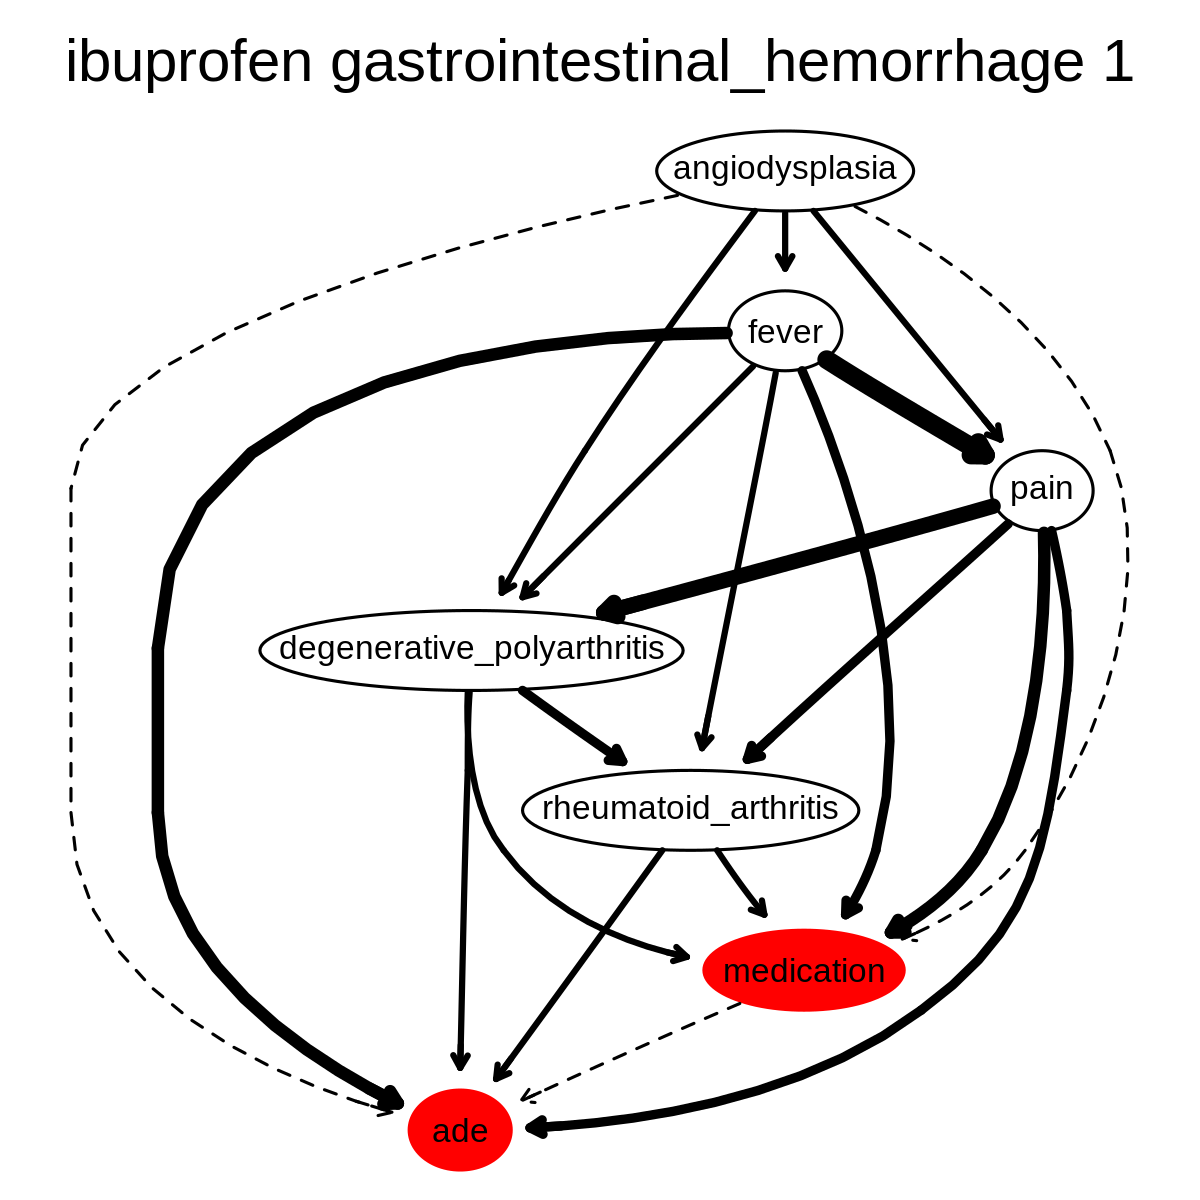 ibuprofen gastrointestinal_hemorrhage 1
angiodysplasia
fever
pain
degenerative_polyarthritis
rheumatoid_arthritis
medication
ade